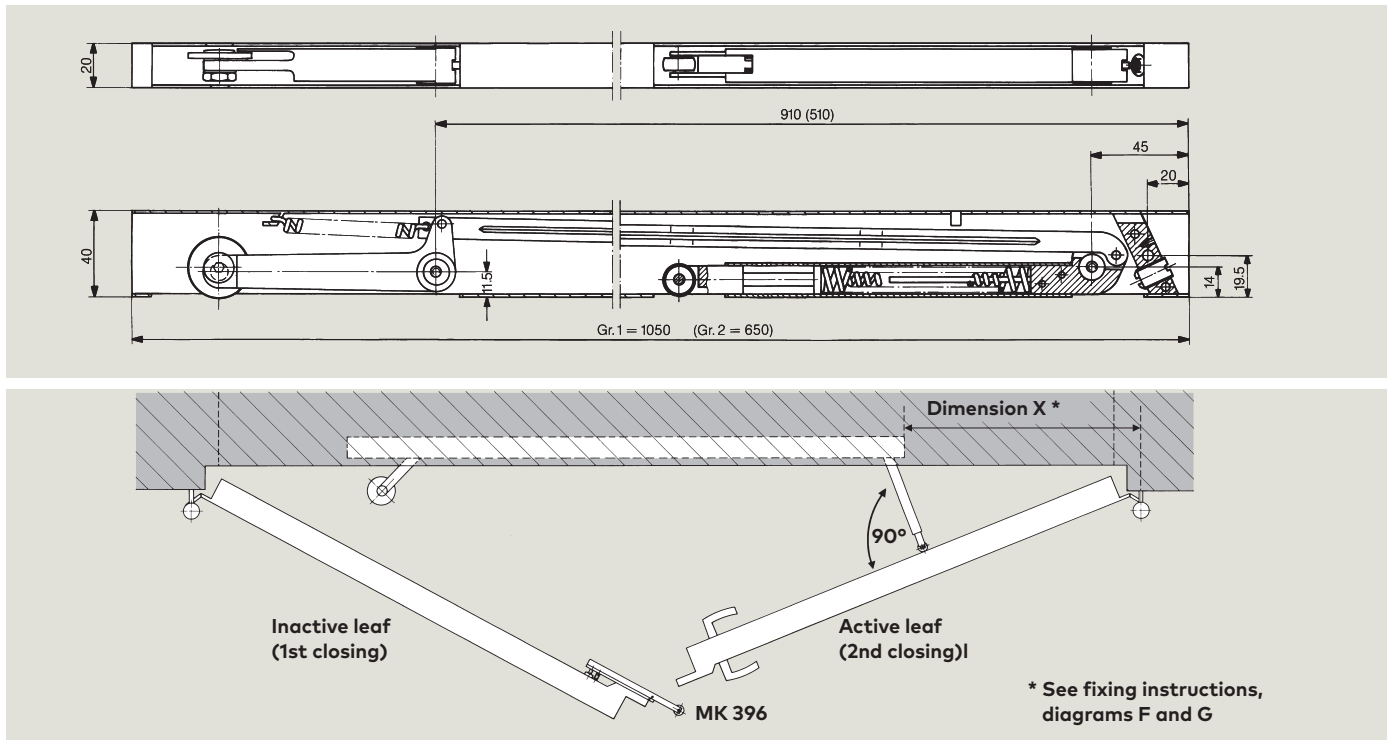 20
910 (510)
45
20
40
11.5
14
19.5
Gr. 1 = 1050 (Gr. 2 = 650)
Dimension X *
90°
Inactive leaf
(1st closing)
Active leaf
(2nd closing)l
MK 396
* See fixing instructions,
diagrams F and G